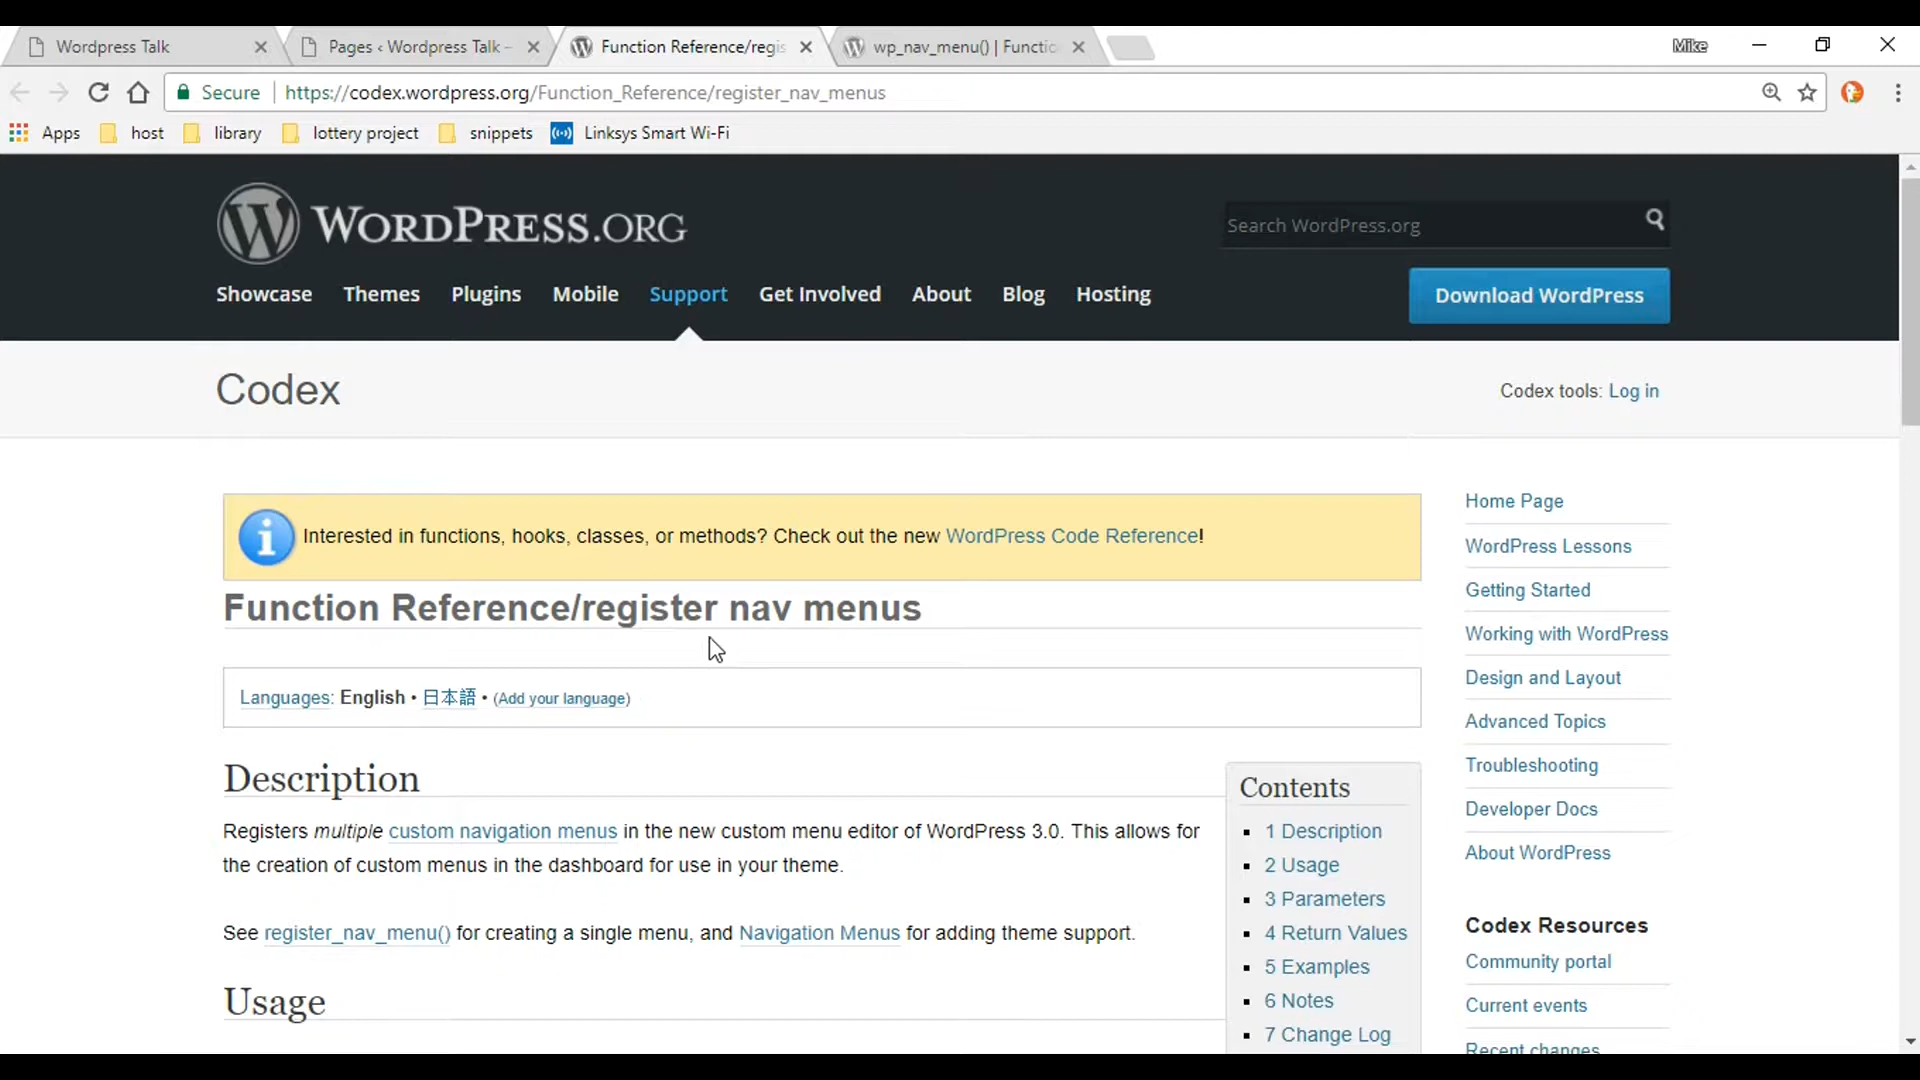 Wordpress Talk
Pages ‹ Wordpress Talk –
Function Reference/regis
wp_nav_menu() | Functio
Mike
Secure
https://codex.wordpress.org/Function_Reference/register_nav_menus
Apps
host
library
lottery project
snippets
Linksys Smart Wi-Fi
WORDPRESS.ORG
Search WordPress.org
Showcase
Themes
Plugins
Mobile
Support
Get Involved
About
Blog
Hosting
Download WordPress
Codex
Codex tools: Log in
Interested in functions, hooks, classes, or methods? Check out the new WordPress Code Reference!
Function Reference/register nav menus
Languages: English • 日本語 • (Add your language)
Description
Registers multiple custom navigation menus in the new custom menu editor of WordPress 3.0. This allows for
the creation of custom menus in the dashboard for use in your theme.
See register_nav_menu() for creating a single menu, and Navigation Menus for adding theme support.
Usage
Contents
1 Description
2 Usage
3 Parameters
4 Return Values
5 Examples
6 Notes
7 Change Log
Home Page
WordPress Lessons
Getting Started
Working with WordPress
Design and Layout
Advanced Topics
Troubleshooting
Developer Docs
About WordPress
Codex Resources
Community portal
Current events
Recent changes